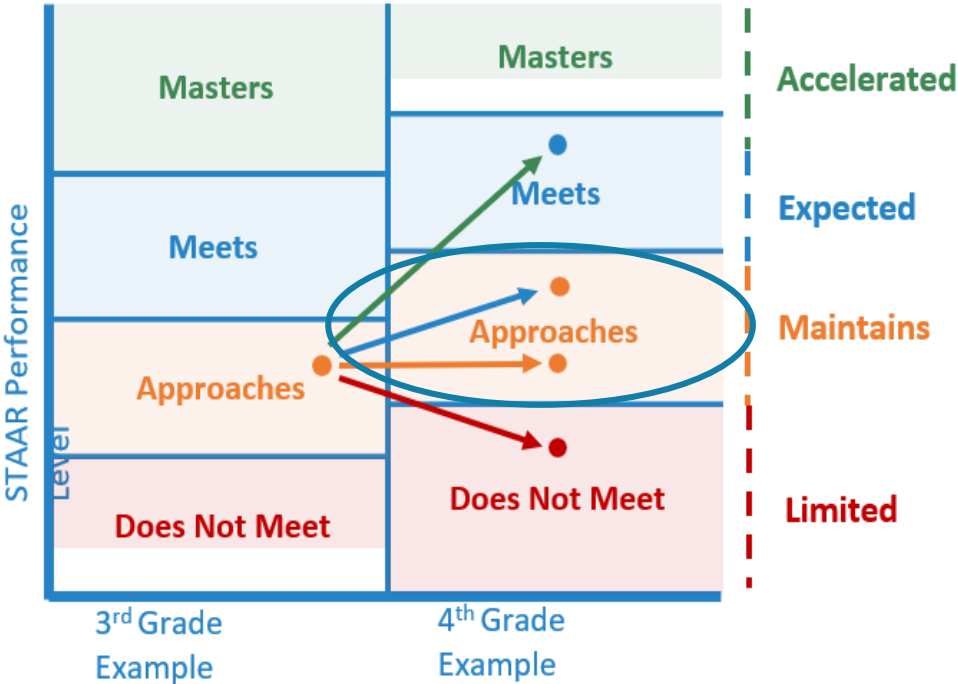 STAAR Performance
Level
Masters
Meets
Approaches
Does Not Meet
Masters
Meets
Approaches
Does Not Meet
Accelerated
Expected
Maintains
Limited
3rd Grade
Example
4th Grade
Example